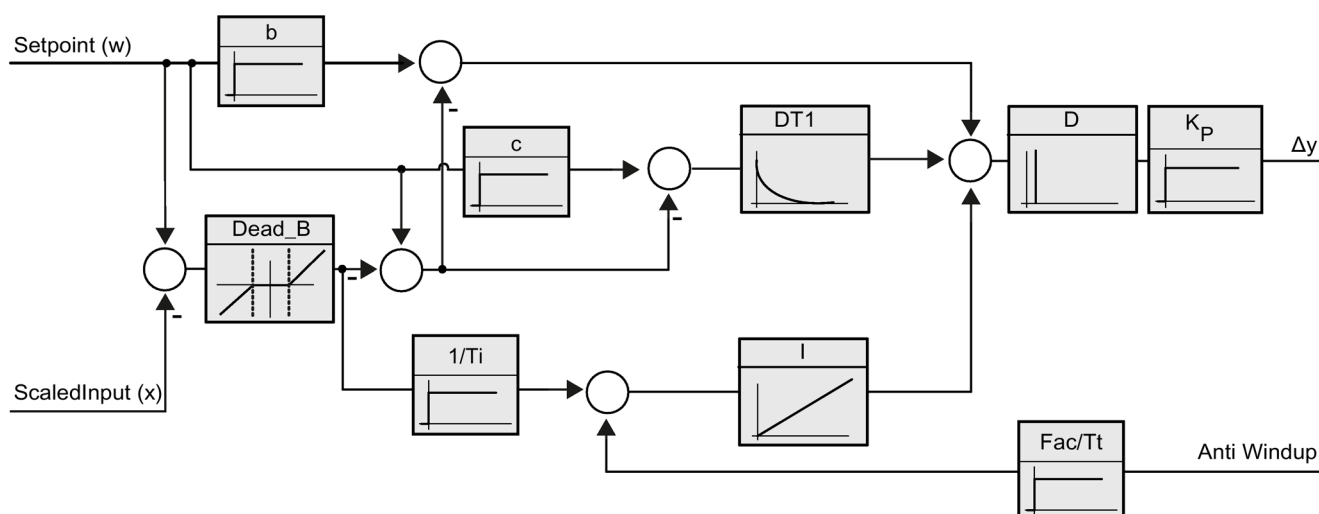 Setpoint (w)
b
c
DT1
D
KP
Δy
Dead_B
-
-
-
-
ScaledInput (x)
1/Ti
I
Fac/Tt
Anti Windup